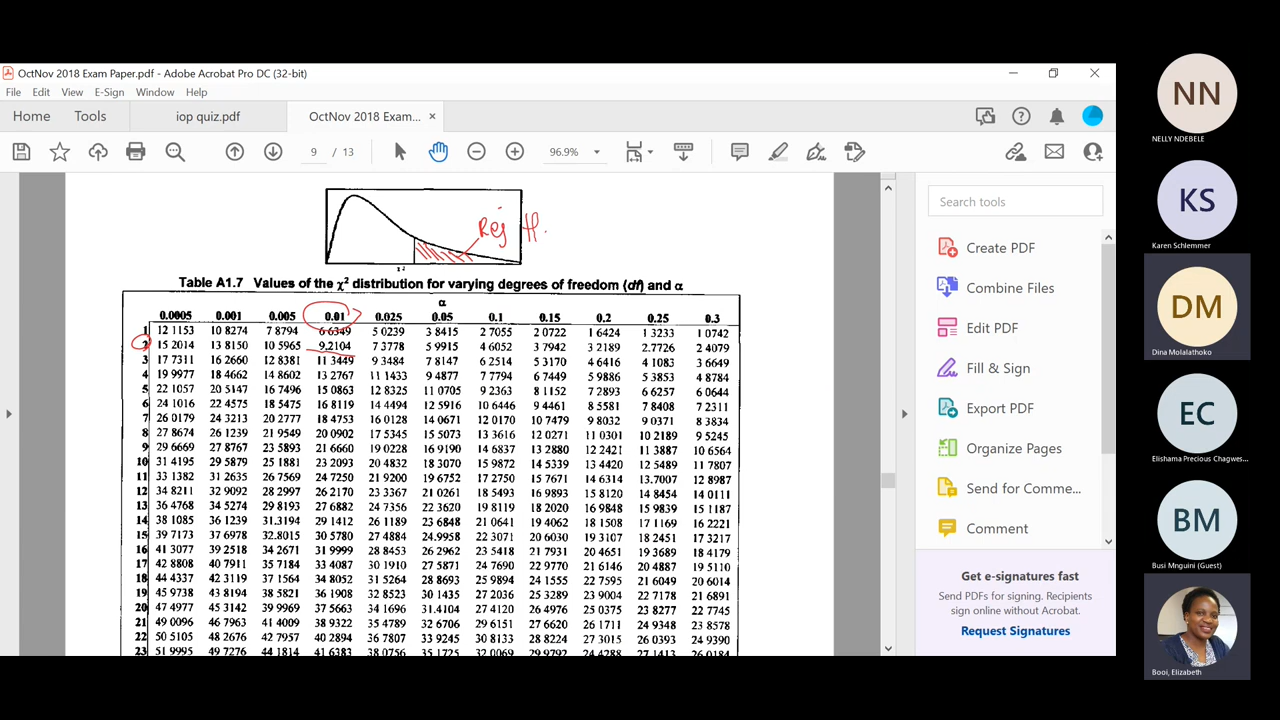 OctNov 2018 Exam Paper.pdf - Adobe Acrobat Pro DC (32-bit)
File Edit View E-Sign Window Help
Home Tools iop quiz.pdf OctNov 2018 Exam... ×
9 / 13 96.9%
Rej H.
Table A1.7 Values of the χ² distribution for varying degrees of freedom (df) and α
α
0.0005 0.001 0.005 0.01 0.025 0.05 0.1 0.15 0.2 0.25 0.3
1 12 1153 10 8274 7 8794 6 6349 5 0239 3 8415 2 7055 2 0722 1 6424 1 3233 1 0742
2 15 2014 13 8150 10 5965 9.2104 7 3778 5 9915 4 6052 3 7942 3 2189 2.7726 2 4079
3 17 7311 16 2660 12 8381 11 3449 9 3484 7 8147 6 2514 5 3170 4 6416 4 1083 3 6649
4 19 9977 18 4662 14 8602 13 2767 11 1433 9 4877 7 7794 6 7449 5 9886 5 3853 4 8784
5 22 1057 20 5147 16 7496 15 0863 12 8325 11 0705 9 2363 8 1152 7 2893 6 6257 6 0644
6 24 1016 22 4575 18 5475 16 8119 14 4494 12 5916 10 6446 9 4461 8 5581 7 8408 7 2311
7 26 0179 24 3213 20 2777 18 4753 16 0128 14 0671 12 0170 10 7479 9 8032 9 0371 8 3834
8 27 8674 26 1239 21 9549 20 0902 17 5345 15 5073 13 3616 12 0271 11 0301 10 2189 9 5245
9 29 6669 27 8767 23 5893 21 6660 19 0228 16 9190 14 6837 13 2880 12 2421 11 3887 10 6564
10 31 4195 29 5879 25 1881 23 2093 20 4832 18 3070 15 9872 14 5339 13 4420 12 5489 11 7807
11 33 1382 31 2635 26 7569 24 7250 21 9200 19 6752 17 2750 15 7671 14 6314 13.7007 12 8987
12 34 8211 32 9092 28 2997 26 2170 23 3367 21 0261 18 5493 16 9893 15 8120 14 8454 14 0111
13 36 4768 34 5274 29 8193 27 6882 24 7356 22 3620 19 8119 18 2020 16 9848 15 9839 15 1187
14 38 1085 36 1239 31.3194 29 1412 26 1189 23 6848 21 0641 19 4062 18 1508 17 1169 16 2221
15 39 7173 37 6978 32.8015 30 5780 27 4884 24 9958 22 3071 20 6030 19 3107 18 2451 17 3217
16 41 3077 39 2518 34 2671 31 9999 28 8453 26 2962 23 5418 21 7931 20 4651 19 3689 18 4179
17 42 8808 40 7911 35 7184 33 4087 30 1910 27 5871 24 7690 22 9770 21 6146 20 4887 19 5110
18 44 4337 42 3119 37 1564 34 8052 31 5264 28 8693 25 9894 24 1555 22 7595 21 6049 20 6014
19 45 9738 43 8194 38 5821 36 1908 32 8523 30 1435 27 2036 25 3289 23 9004 22 7178 21 6891
20 47 4977 45 3142 39 9969 37 5663 34 1696 31.4104 28 4120 26 4976 25 0375 23 8277 22 7745
21 49 0096 46 7963 41 4009 38 9322 35 4789 32 6706 29 6151 27 6620 26 1711 24 9348 23 8578
22 50 5105 48 2676 42 7957 40 2894 36 7807 33 9245 30 8133 28 8224 27 3015 26 0393 24 9390
23 51 9995 49 7276 44 1814 41 6383 38 0756 35 1725 32 0069 29 9792 28 4288 27 1413 26 0184
Search tools
Create PDF
Combine Files
Edit PDF
Fill & Sign
Export PDF
Organize Pages
Send for Comme...
Comment
Get e-signatures fast
Send PDFs for signing. Recipients
sign online without Acrobat.
Request Signatures
NN
NELLY NDEBELE
KS
Karen Schlemmer
DM
Dina Molalathoko
EC
Elishama Precious Chagwe...
BM
Busi Mnguini (Guest)
Booi, Elizabeth